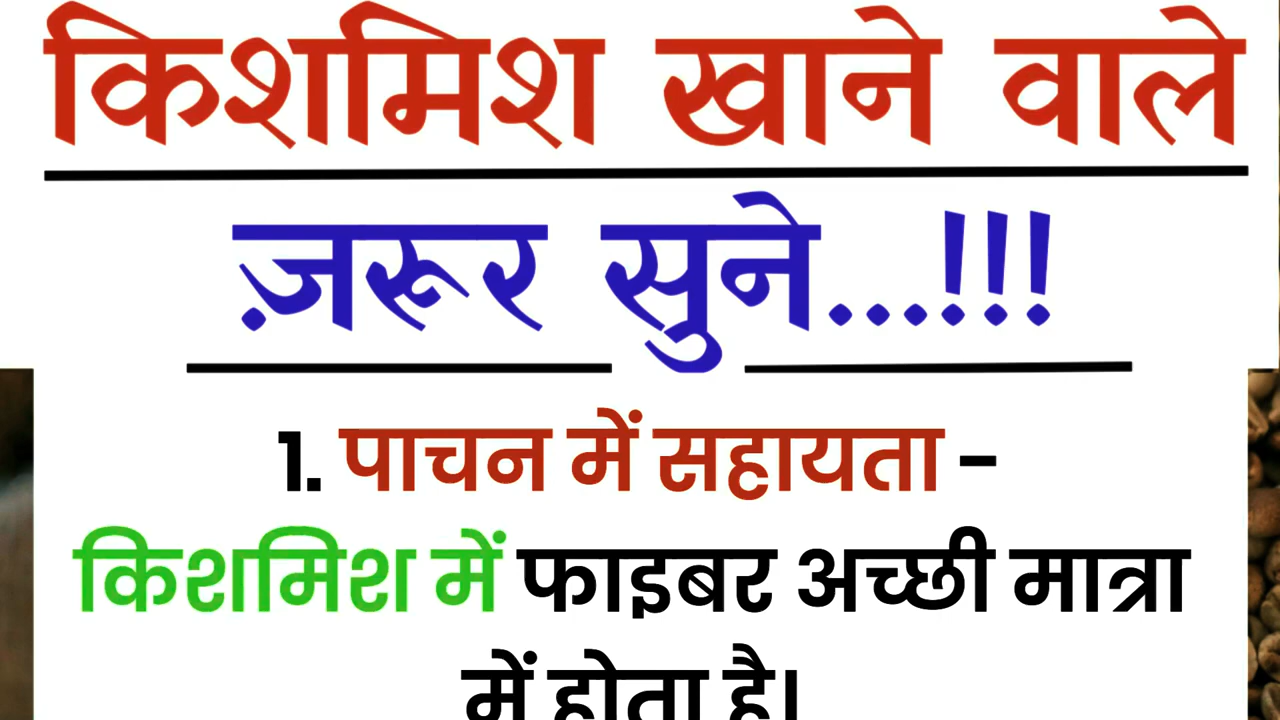 किशमिश खाने वाले
ज़रूर सुने...!!!
1. पाचन में सहायता -
किशमिश में फाइबर अच्छी मात्रा
में होता है।